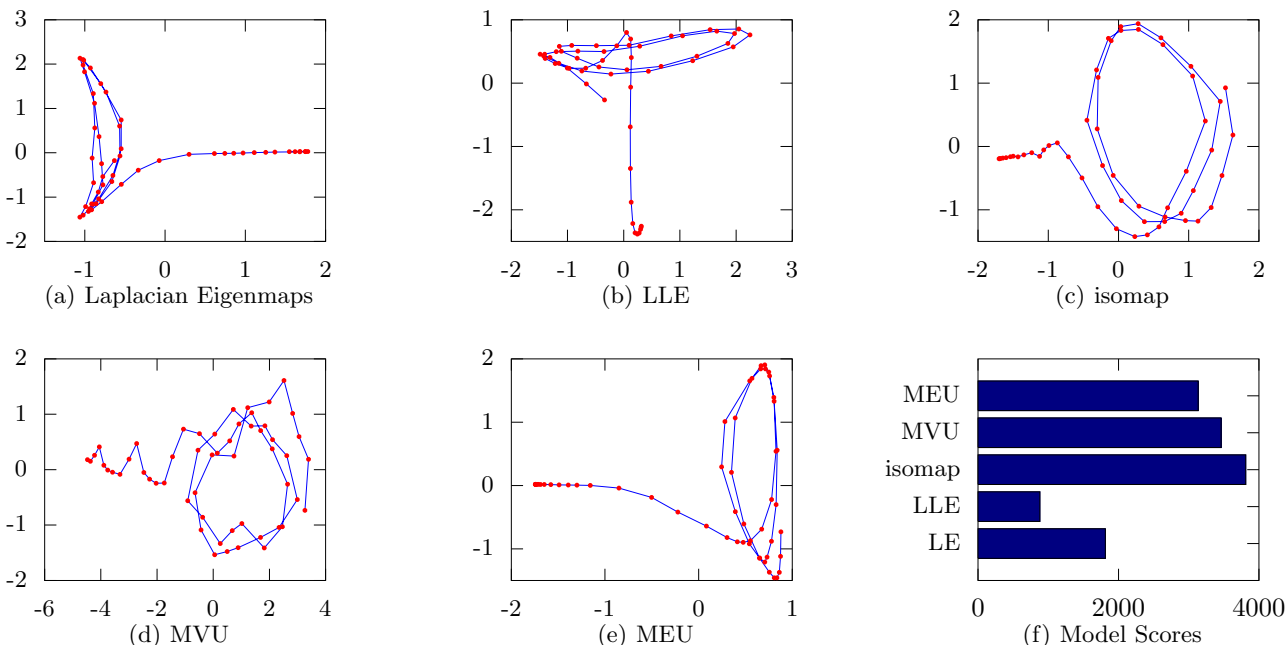 3
2
1
0
-1
-2
-1 0 1 2
(a) Laplacian Eigenmaps
1
0
-1
-2
-2 -1 0 1 2 3
(b) LLE
2
1
0
-1
-2 -1 0 1 2
(c) isomap
2
1
0
-1
-2
-6 -4 -2 0 2 4
(d) MVU
2
1
0
-1
-2 -1 0 1
(e) MEU
MEU
MVU
isomap
LLE
LE
0 2000 4000
(f) Model Scores